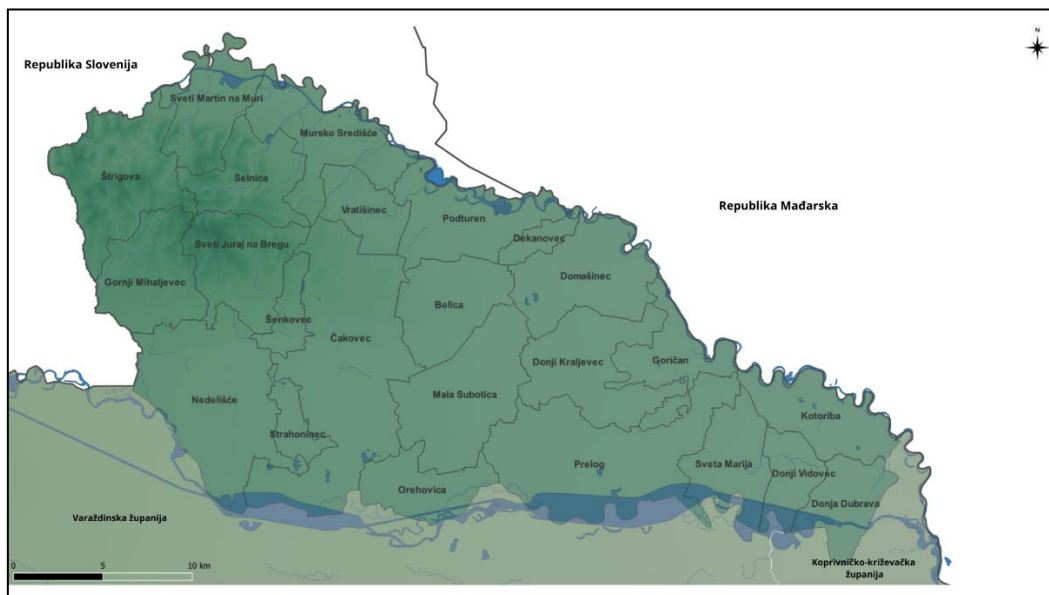 N
Republika Slovenija
Sveti Martin na Muri
Mursko Središće
Štrigova
Selnica
Republika Mađarska
Vratišinec
Podturen
Dekanovec
Sveti Juraj na Bregu
Domašinec
Gornji Mihaljevec
Belica
Šenkovec
Čakovec
Donji Kraljevec
Goričan
Nedelišće
Mala Subotica
Kotoriba
Strahoninec
Prelog
Sveta Marija
Donji Vidovec
Orehovica
Donja Dubrava
Varaždinska županija
Koprivničko-križevačka
županija
0 5 10 km